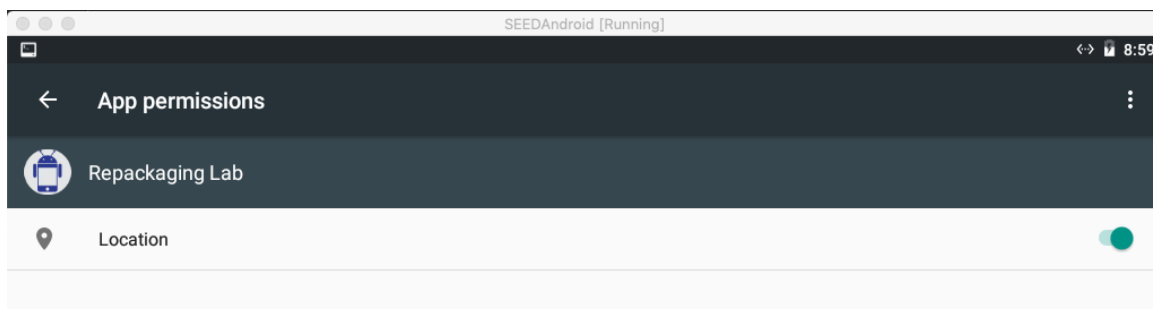 SEEDAndroid [Running]
8:59
App permissions
Repackaging Lab
Location